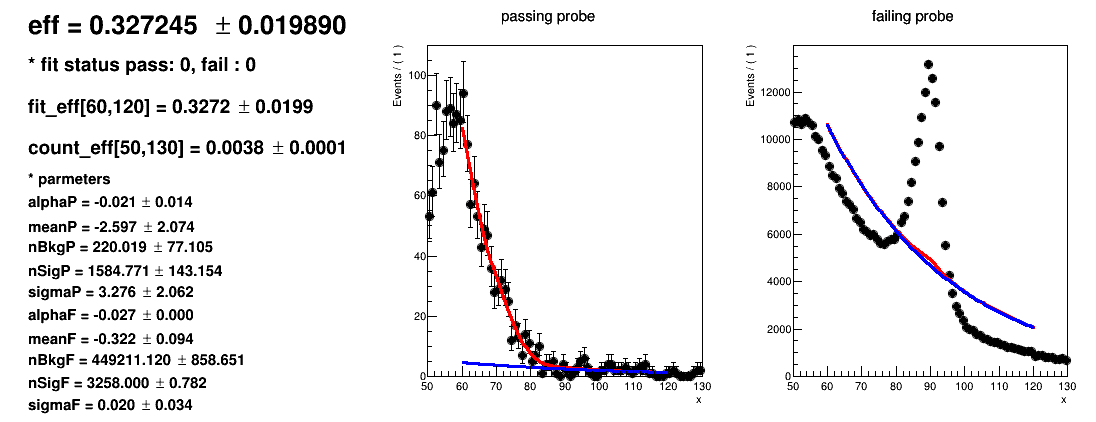 eff = 0.327245 ± 0.019890
* fit status pass: 0, fail : 0
fit_eff[60,120] = 0.3272 ± 0.0199
count_eff[50,130] = 0.0038 ± 0.0001
* parmeters
alphaP = -0.021 ± 0.014
meanP = -2.597 ± 2.074
nBkgP = 220.019 ± 77.105
nSigP = 1584.771 ± 143.154
sigmaP = 3.276 ± 2.062
alphaF = -0.027 ± 0.000
meanF = -0.322 ± 0.094
nBkgF = 449211.120 ± 858.651
nSigF = 3258.000 ± 0.782
sigmaF = 0.020 ± 0.034
passing probe
Events / ( 1 )
100
80
60
40
20
0
50 60 70 80 90 100 110 120 130
x
failing probe
Events / ( 1 )
12000
10000
8000
6000
4000
2000
0
50 60 70 80 90 100 110 120 130
x